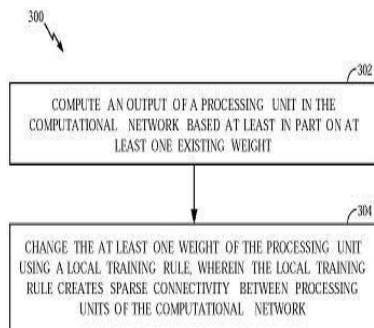 300
302
COMPUTE AN OUTPUT OF A PROCESSING UNIT IN THE
COMPUTATIONAL NETWORK BASED AT LEAST IN PART ON AT
LEAST ONE EXISTING WEIGHT
304
CHANGE THE AT LEAST ONE WEIGHT OF THE PROCESSING UNIT
USING A LOCAL TRAINING RULE, WHEREIN THE LOCAL TRAINING
RULE CREATES SPARSE CONNECTIVITY BETWEEN PROCESSING
UNITS OF THE COMPUTATIONAL NETWORK